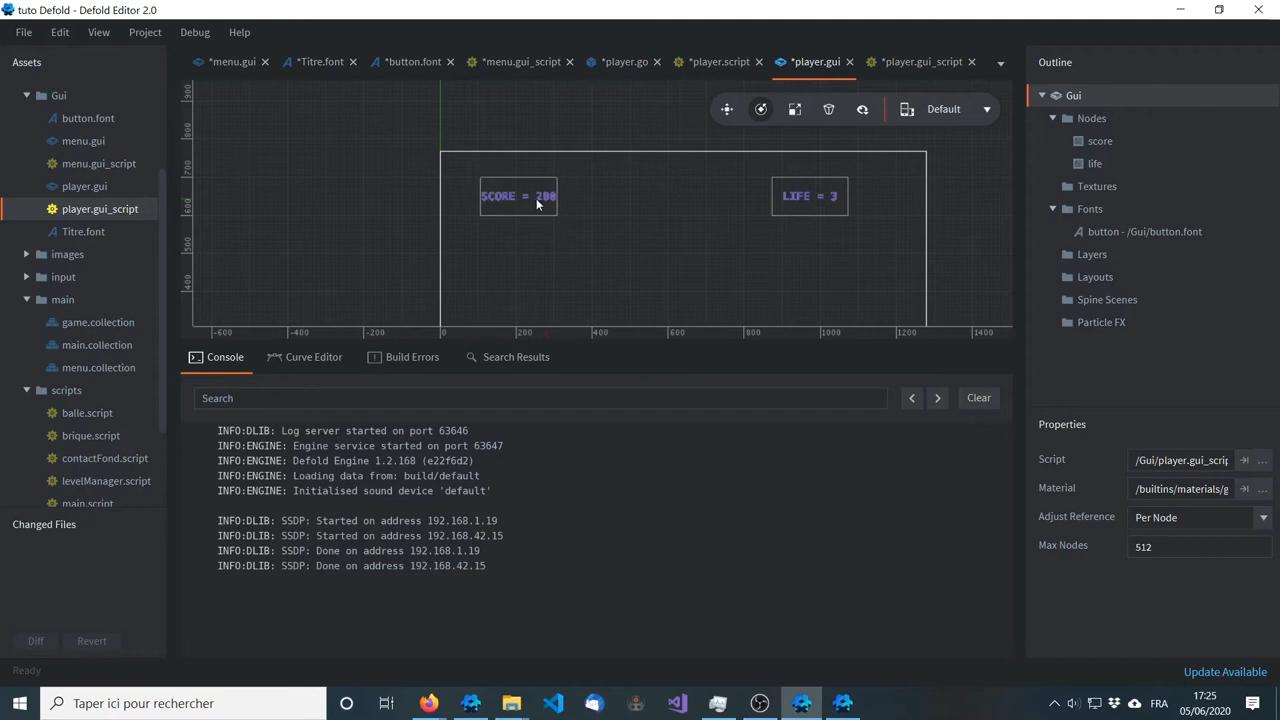 tuto Defold - Defold Editor 2.0
File Edit View Project Debug Help
Assets
Gui
button.font
menu.gui
menu.gui_script
player.gui
player.gui_script
Titre.font
images
input
main
game.collection
main.collection
menu.collection
scripts
balle.script
brique.script
contactFond.script
levelManager.script
main.script
Changed Files
Diff Revert
Ready
*menu.gui *Titre.font *button.font *menu.gui_script *player.go *player.script *player.gui *player.gui_script
Default
900
800
700
600
500
400
SCORE = 200
LIFE = 3
-600 -400 -200 0 200 400 600 800 1000 1200 1400
Console Curve Editor Build Errors Search Results
Search Clear
INFO:DLIB: Log server started on port 63646
INFO:ENGINE: Engine service started on port 63647
INFO:ENGINE: Defold Engine 1.2.168 (e22f6d2)
INFO:ENGINE: Loading data from: build/default
INFO:ENGINE: Initialised sound device 'default'
INFO:DLIB: SSDP: Started on address 192.168.1.19
INFO:DLIB: SSDP: Started on address 192.168.42.15
INFO:DLIB: SSDP: Done on address 192.168.1.19
INFO:DLIB: SSDP: Done on address 192.168.42.15
Outline
Gui
Nodes
score
life
Textures
Fonts
button - /Gui/button.font
Layers
Layouts
Spine Scenes
Particle FX
Properties
Script /Gui/player.gui_scrip ...
Material /builtins/materials/g ...
Adjust Reference Per Node
Max Nodes 512
Update Available
Taper ici pour rechercher
FRA
17:25
05/06/2020